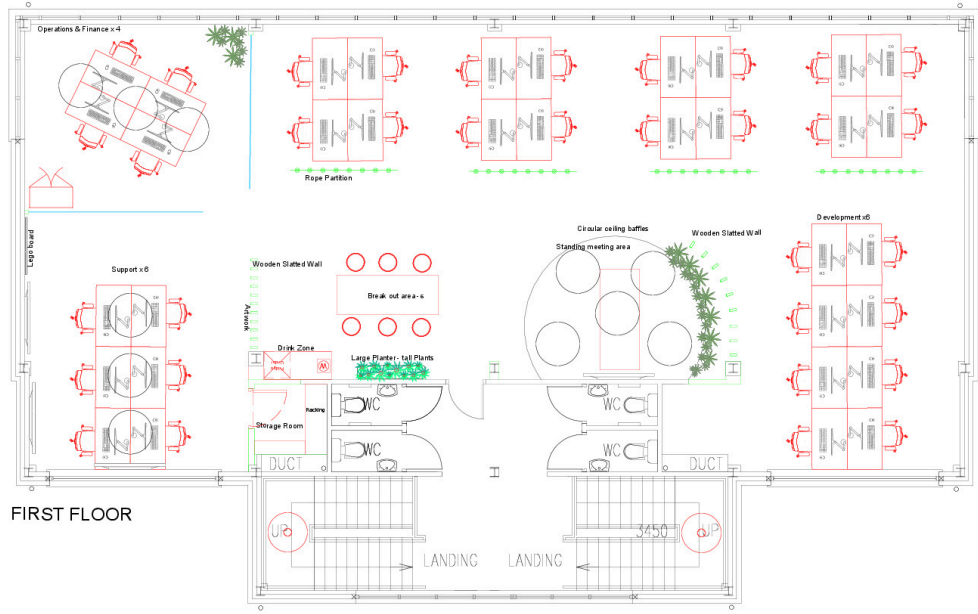 Operations & Finance x 4
Rope Partition
Lego board
Support x 6
Wooden Slatted Wall
Artwork
Break out area - 6
Drink Zone
Large Planter - tall Plants
Circular ceiling baffles
Standing meeting area
Wooden Slatted Wall
Development x6
Racking
Storage Room
WC
WC
WC
WC
DUCT
DUCT
FIRST FLOOR
UP
LANDING
LANDING
3450
UP